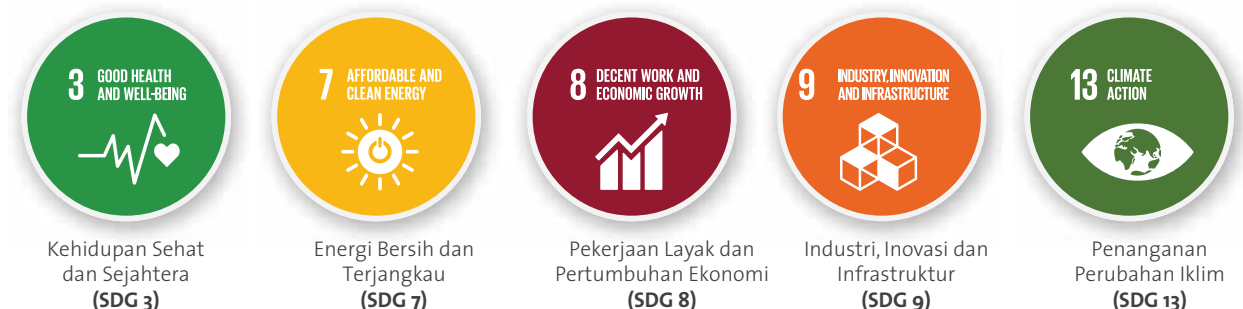 3 GOOD HEALTH
AND WELL-BEING
7 AFFORDABLE AND
CLEAN ENERGY
8 DECENT WORK AND
ECONOMIC GROWTH
9 INDUSTRY, INNOVATION
AND INFRASTRUCTURE
13 CLIMATE
ACTION
Kehidupan Sehat
dan Sejahtera
(SDG 3)
Energi Bersih dan
Terjangkau
(SDG 7)
Pekerjaan Layak dan
Pertumbuhan Ekonomi
(SDG 8)
Industri, Inovasi dan
Infrastruktur
(SDG 9)
Penanganan
Perubahan Iklim
(SDG 13)